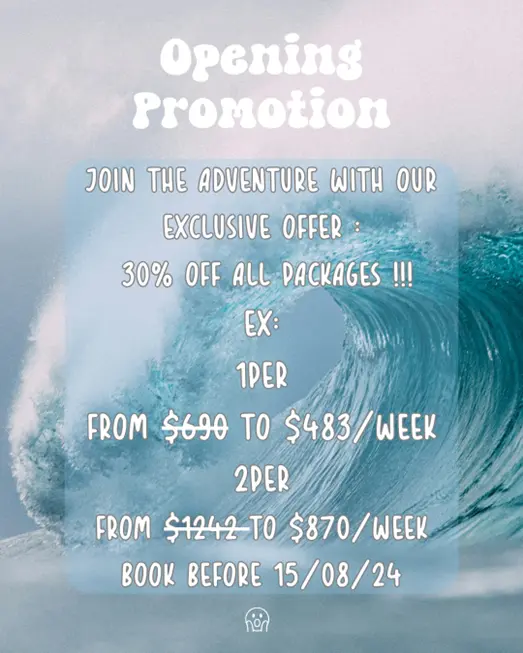 Opening
Promotion
JOIN THE ADVENTURE WITH OUR
EXCLUSIVE OFFER :
30% OFF ALL PACKAGES !!!
EX:
1PER
FROM $690 TO $483/WEEK
2PER
FROM $1242 TO $870/WEEK
BOOK BEFORE 15/08/24